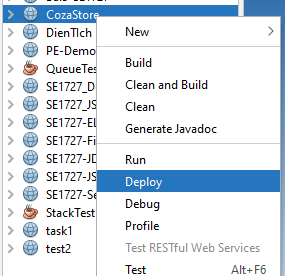 CozaStore
DienTich
PE-Demo
QueueTes
SE1727_D
SE1727_JS
SE1727-EL
SE1727-Fi
SE1727-JD
SE1727-JS
SE1727-Se
StackTest
task1
test2
New
Build
Clean and Build
Clean
Generate Javadoc
Run
Deploy
Debug
Profile
Test RESTful Web Services
Test Alt+F6